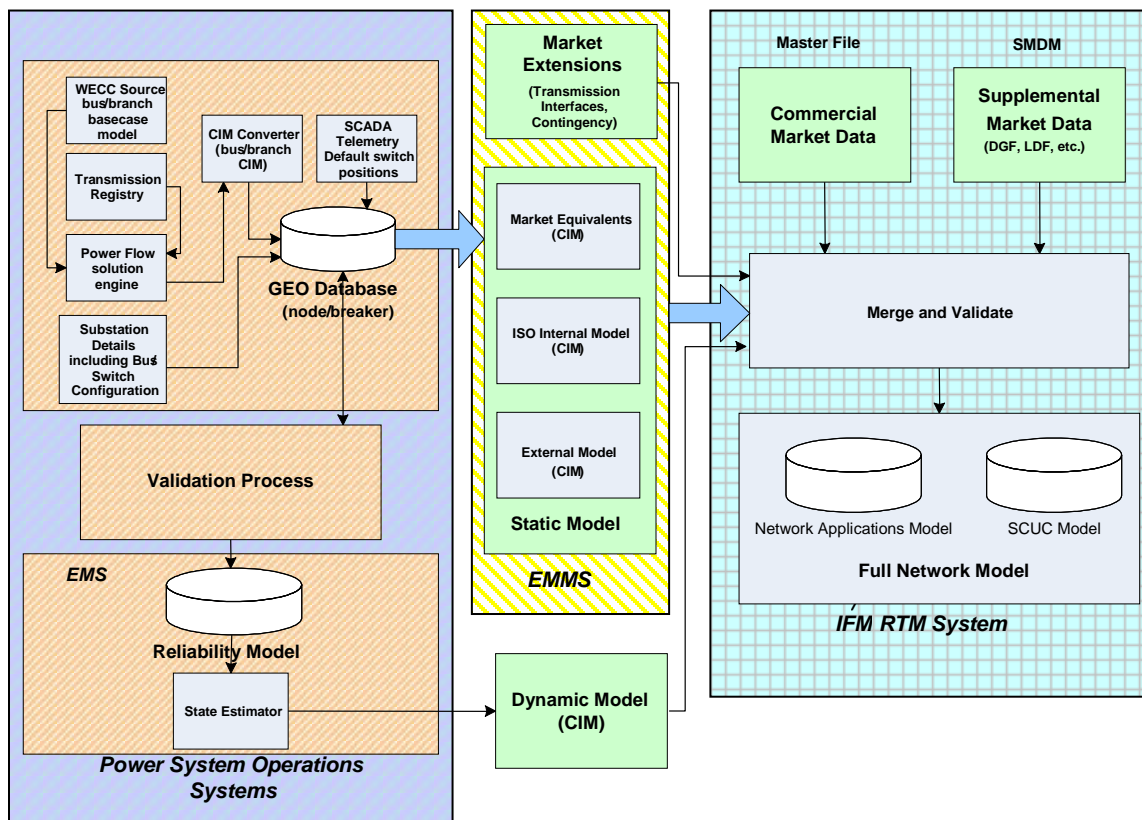 WECC Source
bus/branch
basecase
model
Transmission
Registry
Power Flow
solution
engine
Substation
Details
including Bus/
Switch
Configuration
CIM Converter
(bus/branch
CIM)
SCADA
Telemetry
Default switch
positions
GEO Database
(node/breaker)
Validation Process
EMS
Reliability Model
State Estimator
Power System Operations
Systems
Market
Extensions
(Transmission
Interfaces,
Contingency)
Market Equivalents
(CIM)
ISO Internal Model
(CIM)
External Model
(CIM)
Static Model
EMMS
Dynamic Model
(CIM)
Master File
SMDM
Commercial
Market Data
Supplemental
Market Data
(DGF, LDF, etc.)
Merge and Validate
Network Applications Model
SCUC Model
Full Network Model
IFM RTM System